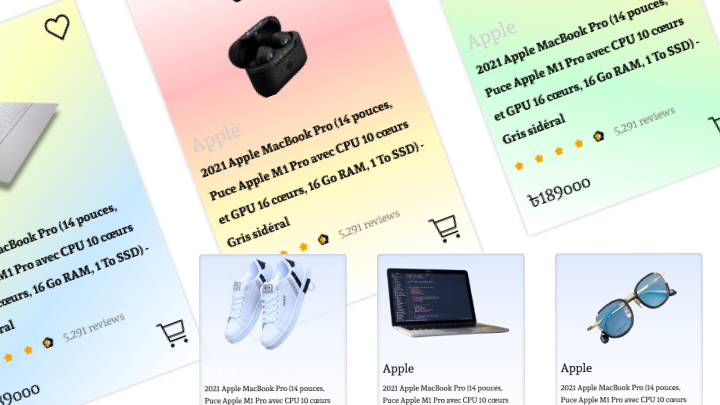 Apple
2021 Apple MacBook Pro (14 pouces,
Puce Apple M1 Pro avec CPU 10 cœurs
et GPU 16 cœurs, 16 Go RAM, 1 To SSD) -
Gris sidéral
5,291 reviews
৳189000
Apple
2021 Apple MacBook Pro (14 pouces,
Puce Apple M1 Pro avec CPU 10 cœurs
et GPU 16 cœurs, 16 Go RAM, 1 To SSD) -
Gris sidéral
5,291 reviews
Pro (14 pouces,
M1 Pro avec CPU 10 cœurs
16 Go RAM, 1 To SSD) -
5,291 reviews
Apple
2021 Apple MacBook Pro (14 pouces,
Puce Apple M1 Pro avec CPU 10 cœurs
Apple
2021 Apple MacBook Pro (14 pouces,
Puce Apple M1 Pro avec CPU 10 cœurs
Apple
2021 Apple MacBook Pro (14 pouces,
Puce Apple M1 Pro avec CPU 10 cœurs